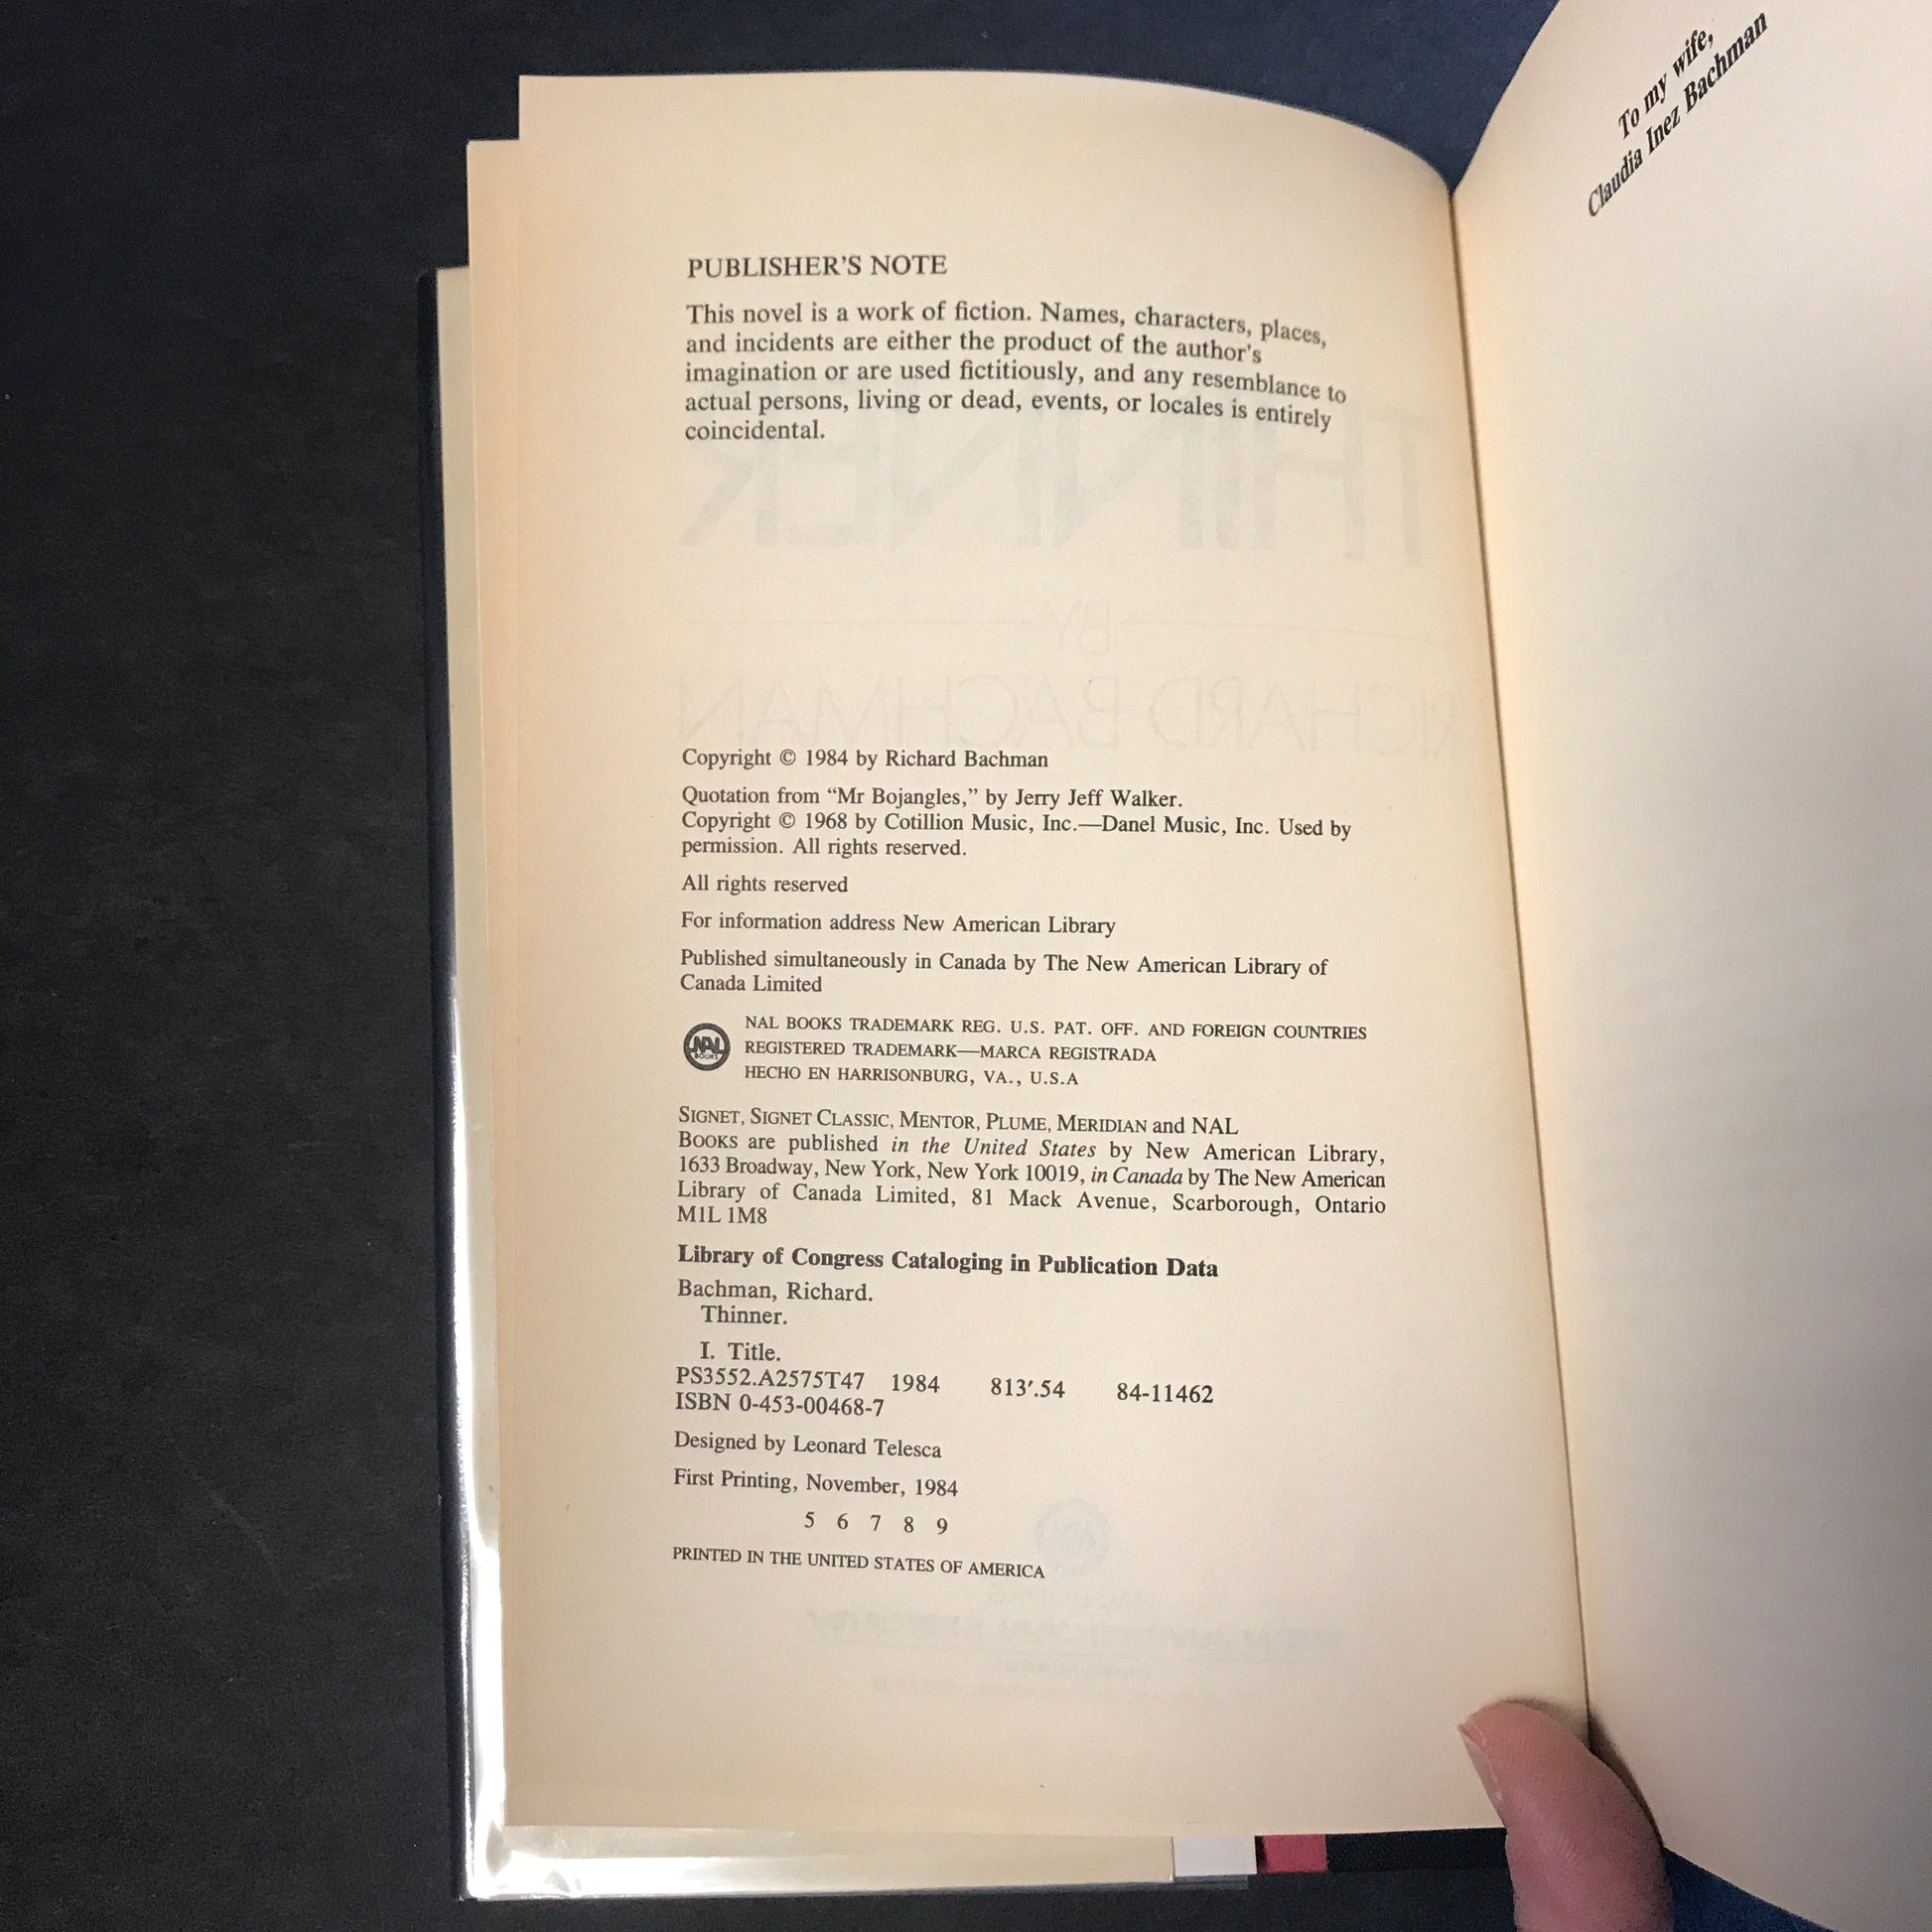 PUBLISHER'S NOTE
This novel is a work of fiction. Names, characters, places,
and incidents are either the product of the author's
imagination or are used fictitiously, and any resemblance to
actual persons, living or dead, events, or locales is entirely
coincidental.
THINNER
BY
RICHARD BACHMAN
Copyright © 1984 by Richard Bachman
Quotation from “Mr Bojangles,” by Jerry Jeff Walker.
Copyright © 1968 by Cotillion Music, Inc.—Danel Music, Inc. Used by
permission. All rights reserved.
All rights reserved
For information address New American Library
Published simultaneously in Canada by The New American Library of
Canada Limited
NAL
BOOKS
NAL BOOKS TRADEMARK REG. U.S. PAT. OFF. AND FOREIGN COUNTRIES
REGISTERED TRADEMARK—MARCA REGISTRADA
HECHO EN HARRISONBURG, VA., U.S.A
SIGNET, SIGNET CLASSIC, MENTOR, PLUME, MERIDIAN and NAL
BOOKS are published in the United States by New American Library,
1633 Broadway, New York, New York 10019, in Canada by The New American
Library of Canada Limited, 81 Mack Avenue, Scarborough, Ontario
M1L 1M8
Library of Congress Cataloging in Publication Data
Bachman, Richard.
Thinner.
I. Title.
PS3552.A2575T47 1984 813′.54 84-11462
ISBN 0-453-00468-7
Designed by Leonard Telesca
First Printing, November, 1984
5 6 7 8 9
PRINTED IN THE UNITED STATES OF AMERICA
NEW AMERICAN LIBRARY
To my wife,
Claudia Inez Bachman